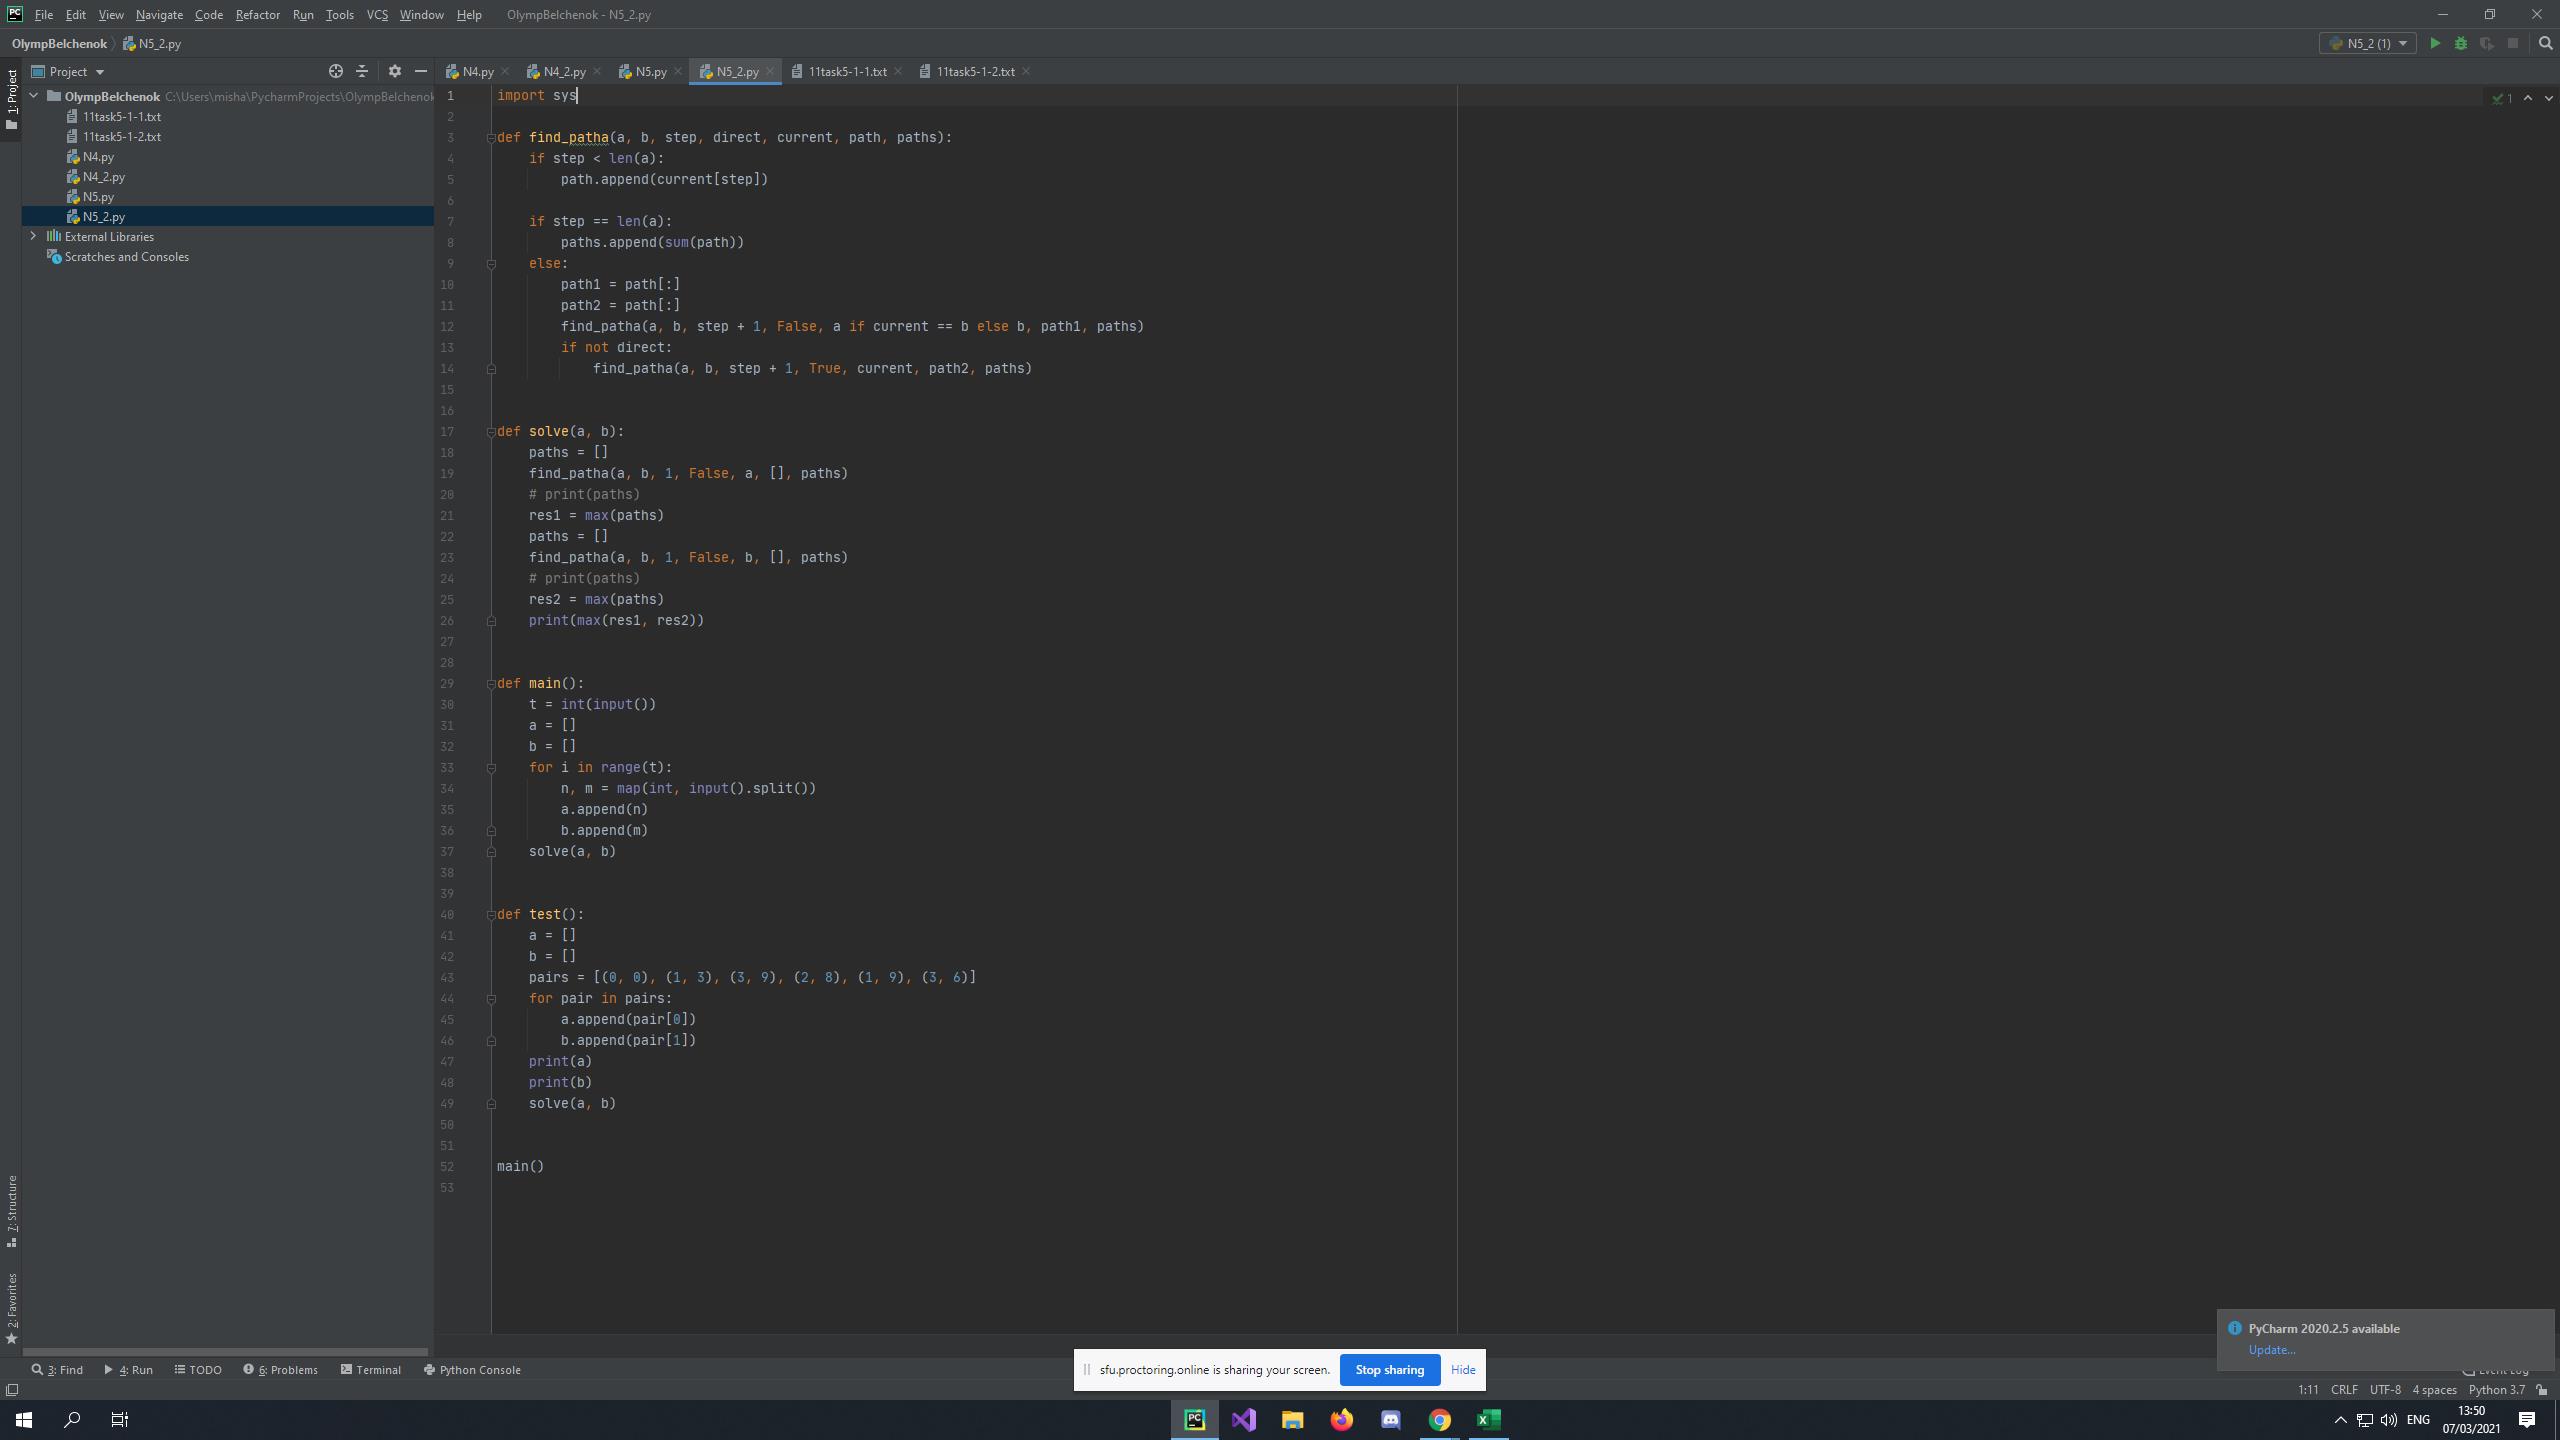 File Edit View Navigate Code Refactor Run Tools VCS Window Help OlympBelchenok - N5_2.py
OlympBelchenok N5_2.py N5_2 (1)
Project N4.py N4_2.py N5.py N5_2.py 11task5-1-1.txt 11task5-1-2.txt
1: Project
OlympBelchenok C:\Users\misha\PycharmProjects\OlympBelchenok
11task5-1-1.txt
11task5-1-2.txt
N4.py
N4_2.py
N5.py
N5_2.py
External Libraries
Scratches and Consoles
1 import sys
2
3 def find_patha(a, b, step, direct, current, path, paths):
4 if step < len(a):
5 path.append(current[step])
6
7 if step == len(a):
8 paths.append(sum(path))
9 else:
10 path1 = path[:]
11 path2 = path[:]
12 find_patha(a, b, step + 1, False, a if current == b else b, path1, paths)
13 if not direct:
14 find_patha(a, b, step + 1, True, current, path2, paths)
15
16
17 def solve(a, b):
18 paths = []
19 find_patha(a, b, 1, False, a, [], paths)
20 # print(paths)
21 res1 = max(paths)
22 paths = []
23 find_patha(a, b, 1, False, b, [], paths)
24 # print(paths)
25 res2 = max(paths)
26 print(max(res1, res2))
27
28
29 def main():
30 t = int(input())
31 a = []
32 b = []
33 for i in range(t):
34 n, m = map(int, input().split())
35 a.append(n)
36 b.append(m)
37 solve(a, b)
38
39
40 def test():
41 a = []
42 b = []
43 pairs = [(0, 0), (1, 3), (3, 9), (2, 8), (1, 9), (3, 6)]
44 for pair in pairs:
45 a.append(pair[0])
46 b.append(pair[1])
47 print(a)
48 print(b)
49 solve(a, b)
50
51
52 main()
53
1
7: Structure
2: Favorites
PyCharm 2020.2.5 available
Update...
3: Find 4: Run TODO 6: Problems Terminal Python Console Event Log
sfu.proctoring.online is sharing your screen. Stop sharing Hide
1:11 CRLF UTF-8 4 spaces Python 3.7
ENG 13:50
07/03/2021